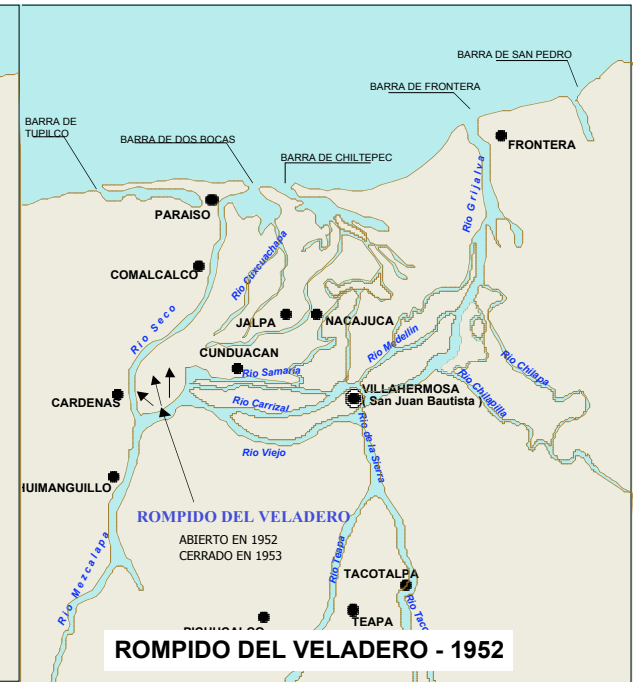 BARRA DE SAN PEDRO
BARRA DE FRONTERA
BARRA DE
TUPILCO
BARRA DE DOS BOCAS
BARRA DE CHILTEPEC
FRONTERA
Rio Grijalva
PARAISO
Rio Cuxcuachapa
COMALCALCO
Rio Seco
JALPA
NACAJUCA
Rio Medellin
CUNDUACAN
Rio Samaria
Rio Chilapa
CARDENAS
Rio Carrizal
VILLAHERMOSA
( San Juan Bautista )
Rio Chilapilla
Rio Viejo
Rio de la Sierra
HUIMANGUILLO
ROMPIDO DEL VELADERO
ABIERTO EN 1952
CERRADO EN 1953
Rio Mezcalapa
Rio Teapa
TACOTALPA
TEAPA
ROMPIDO DEL VELADERO - 1952